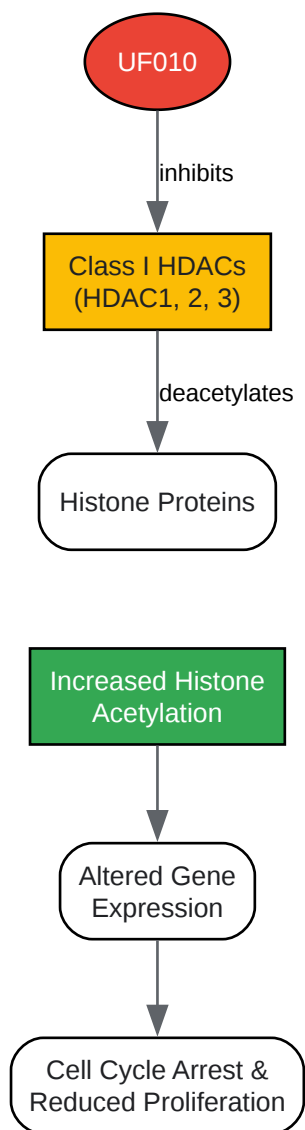 UF010
inhibits
Class I HDACs
(HDAC1, 2, 3)
deacetylates
Histone Proteins
Increased Histone
Acetylation
Altered Gene
Expression
Cell Cycle Arrest &
Reduced Proliferation